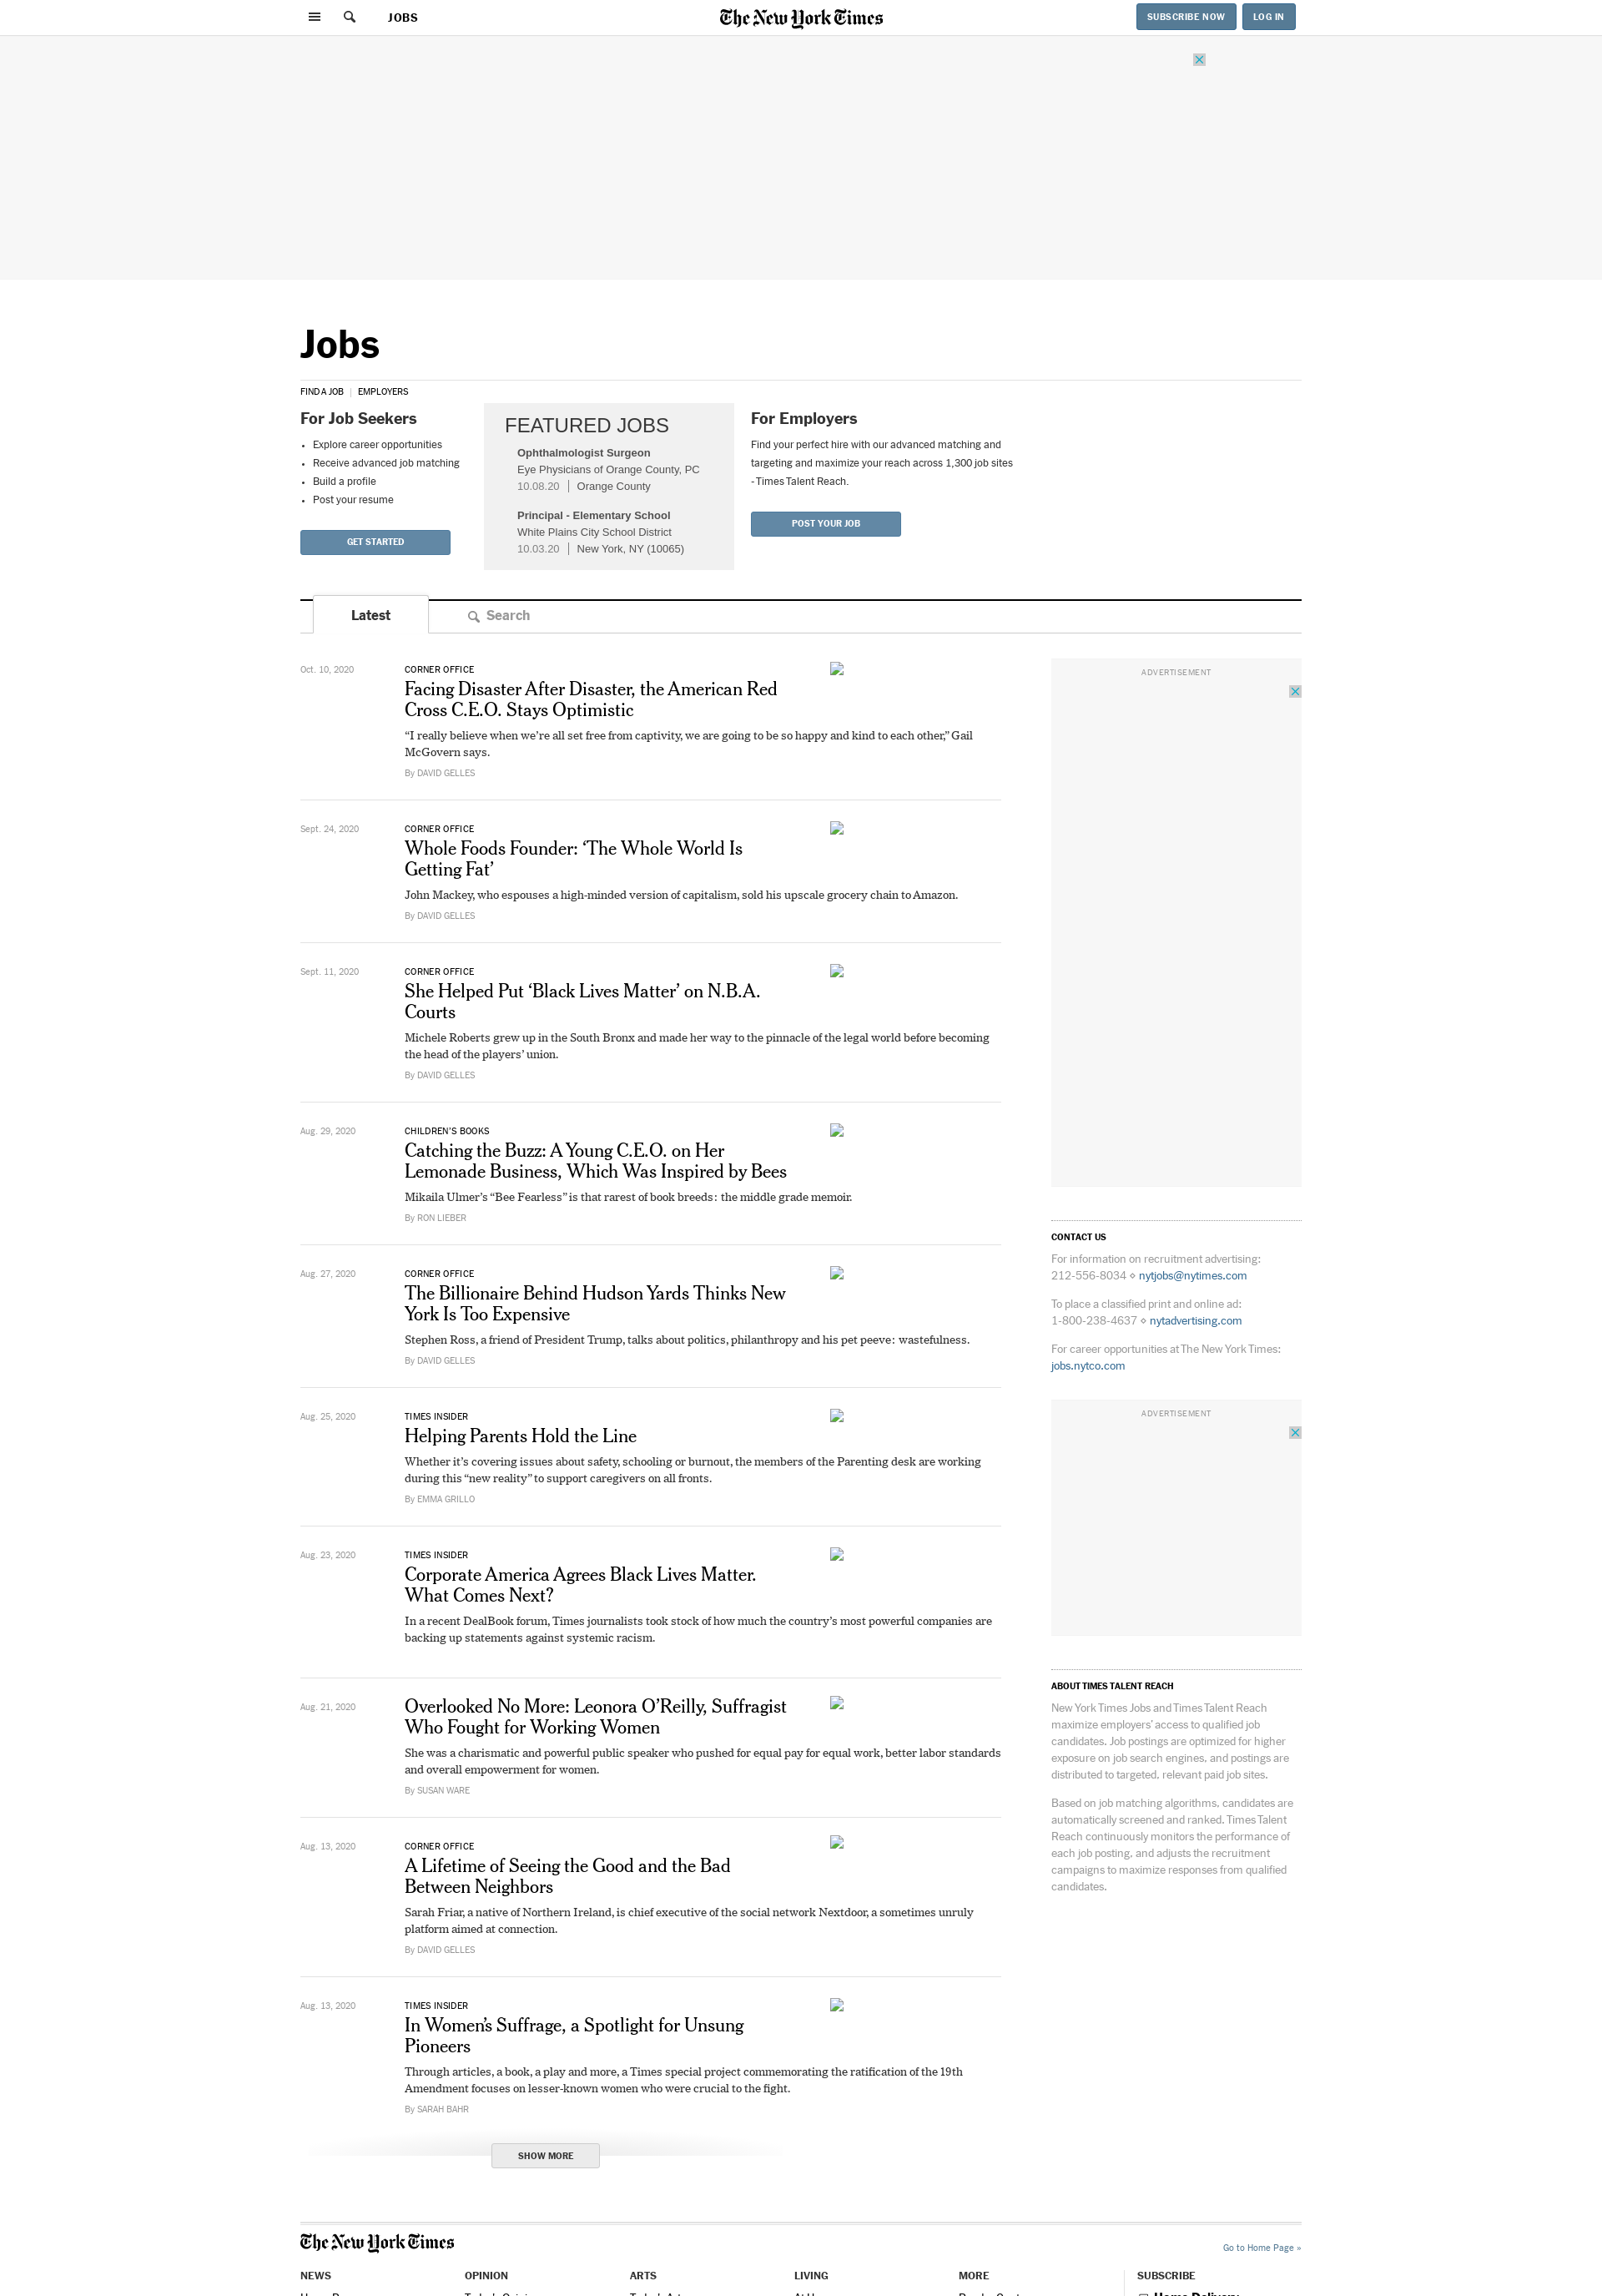 JOBS
The New York Times
SUBSCRIBE NOW
LOG IN
Jobs
FIND A JOB | EMPLOYERS
For Job Seekers
Explore career opportunities
Receive advanced job matching
Build a profile
Post your resume
GET STARTED
FEATURED JOBS
Ophthalmologist Surgeon
Eye Physicians of Orange County, PC
10.08.20 | Orange County
Principal - Elementary School
White Plains City School District
10.03.20 | New York, NY (10065)
For Employers
Find your perfect hire with our advanced matching and
targeting and maximize your reach across 1,300 job sites
- Times Talent Reach.
POST YOUR JOB
Latest
Search
Oct. 10, 2020
CORNER OFFICE
Facing Disaster After Disaster, the American Red
Cross C.E.O. Stays Optimistic
“I really believe when we’re all set free from captivity, we are going to be so happy and kind to each other,” Gail
McGovern says.
By DAVID GELLES
Sept. 24, 2020
CORNER OFFICE
Whole Foods Founder: ‘The Whole World Is
Getting Fat’
John Mackey, who espouses a high-minded version of capitalism, sold his upscale grocery chain to Amazon.
By DAVID GELLES
Sept. 11, 2020
CORNER OFFICE
She Helped Put ‘Black Lives Matter’ on N.B.A.
Courts
Michele Roberts grew up in the South Bronx and made her way to the pinnacle of the legal world before becoming
the head of the players’ union.
By DAVID GELLES
Aug. 29, 2020
CHILDREN’S BOOKS
Catching the Buzz: A Young C.E.O. on Her
Lemonade Business, Which Was Inspired by Bees
Mikaila Ulmer’s “Bee Fearless” is that rarest of book breeds: the middle grade memoir.
By RON LIEBER
Aug. 27, 2020
CORNER OFFICE
The Billionaire Behind Hudson Yards Thinks New
York Is Too Expensive
Stephen Ross, a friend of President Trump, talks about politics, philanthropy and his pet peeve: wastefulness.
By DAVID GELLES
Aug. 25, 2020
TIMES INSIDER
Helping Parents Hold the Line
Whether it’s covering issues about safety, schooling or burnout, the members of the Parenting desk are working
during this “new reality” to support caregivers on all fronts.
By EMMA GRILLO
Aug. 23, 2020
TIMES INSIDER
Corporate America Agrees Black Lives Matter.
What Comes Next?
In a recent DealBook forum, Times journalists took stock of how much the country’s most powerful companies are
backing up statements against systemic racism.
Aug. 21, 2020
Overlooked No More: Leonora O’Reilly, Suffragist
Who Fought for Working Women
She was a charismatic and powerful public speaker who pushed for equal pay for equal work, better labor standards
and overall empowerment for women.
By SUSAN WARE
Aug. 13, 2020
CORNER OFFICE
A Lifetime of Seeing the Good and the Bad
Between Neighbors
Sarah Friar, a native of Northern Ireland, is chief executive of the social network Nextdoor, a sometimes unruly
platform aimed at connection.
By DAVID GELLES
Aug. 13, 2020
TIMES INSIDER
In Women’s Suffrage, a Spotlight for Unsung
Pioneers
Through articles, a book, a play and more, a Times special project commemorating the ratification of the 19th
Amendment focuses on lesser-known women who were crucial to the fight.
By SARAH BAHR
SHOW MORE
ADVERTISEMENT
CONTACT US
For information on recruitment advertising:
212-556-8034 ⋄ nytjobs@nytimes.com
To place a classified print and online ad:
1-800-238-4637 ⋄ nytadvertising.com
For career opportunities at The New York Times:
jobs.nytco.com
ADVERTISEMENT
ABOUT TIMES TALENT REACH
New York Times Jobs and Times Talent Reach
maximize employers’ access to qualified job
candidates. Job postings are optimized for higher
exposure on job search engines, and postings are
distributed to targeted, relevant paid job sites.
Based on job matching algorithms, candidates are
automatically screened and ranked. Times Talent
Reach continuously monitors the performance of
each job posting, and adjusts the recruitment
campaigns to maximize responses from qualified
candidates.
The New York Times
Go to Home Page »
NEWS
OPINION
ARTS
LIVING
MORE
SUBSCRIBE